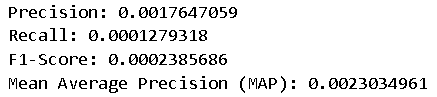 Precision: 0.0017647059
Recall: 0.0001279318
F1-Score: 0.0002385686
Mean Average Precision (MAP): 0.0023034961